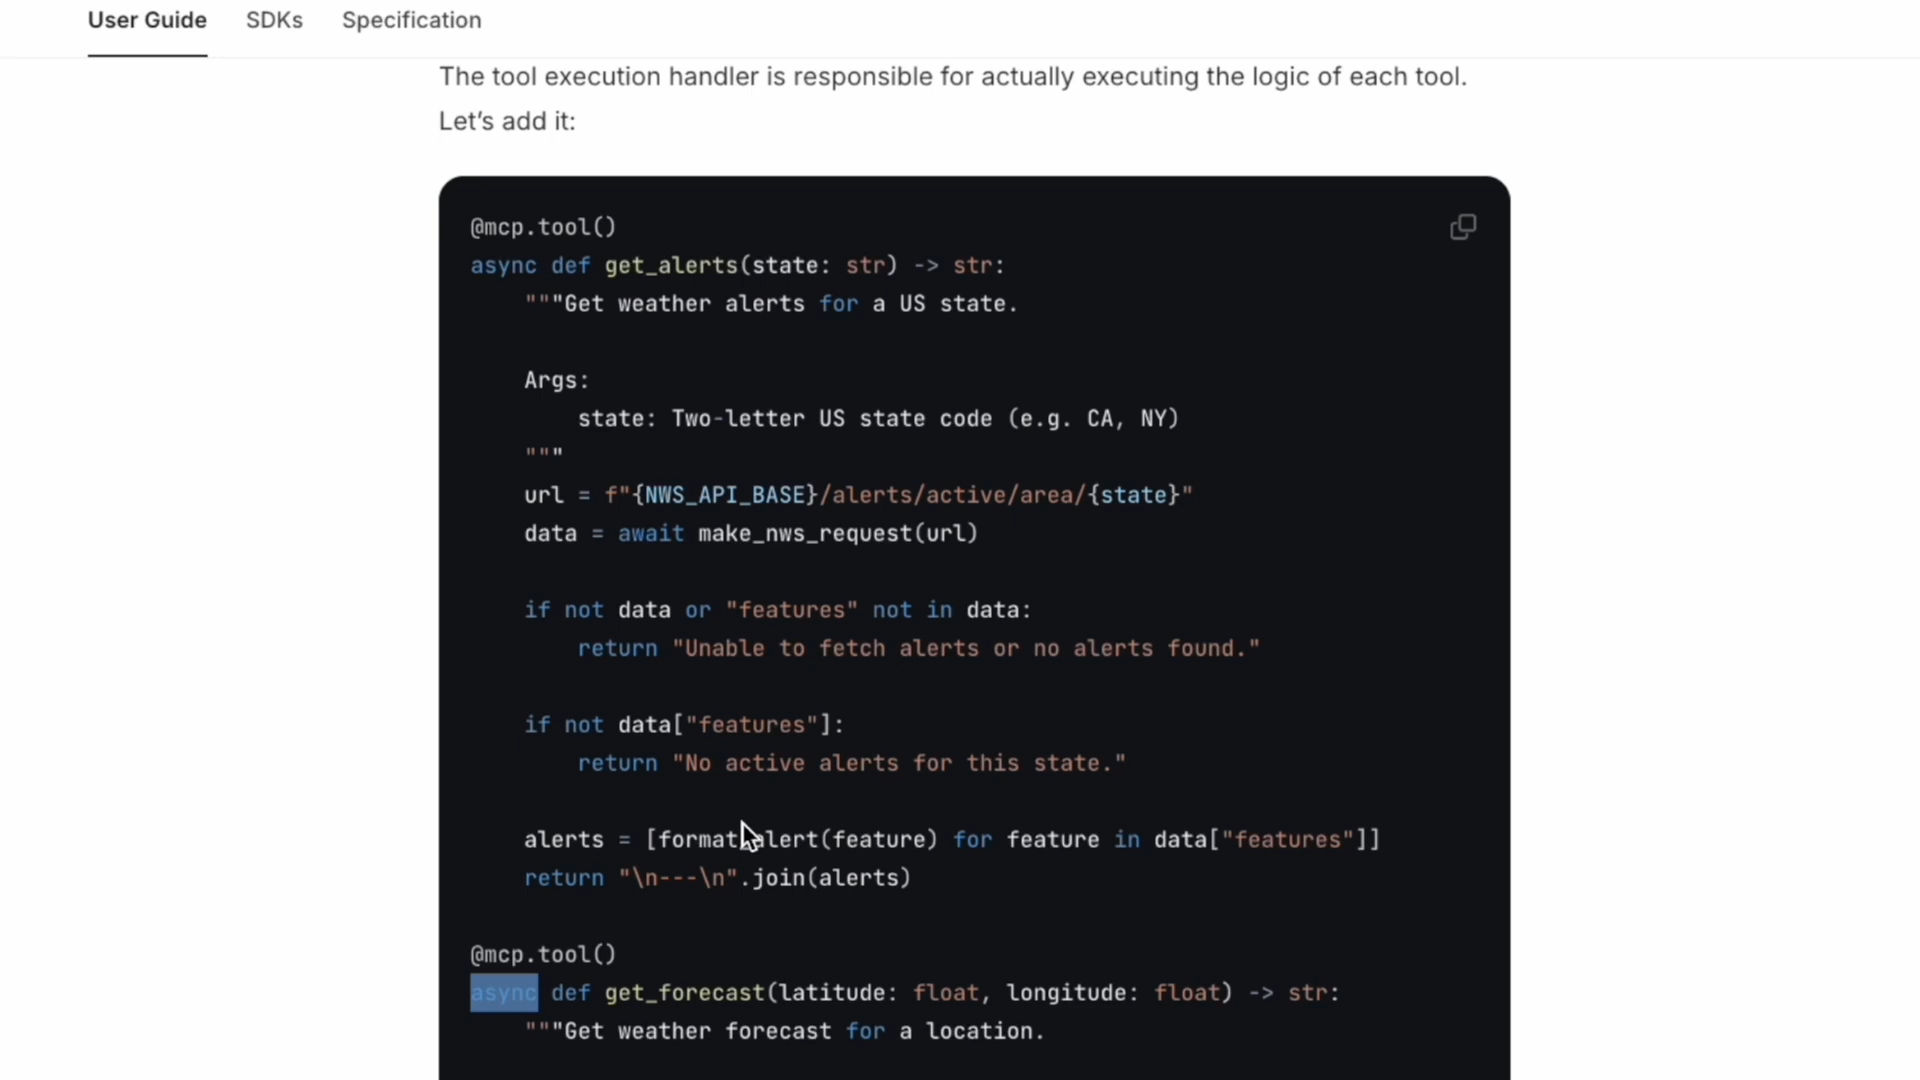 User Guide SDKs Specification
The tool execution handler is responsible for actually executing the logic of each tool.
Let’s add it:
@mcp.tool()
async def get_alerts(state: str) -> str:
    """Get weather alerts for a US state.
    Args:
        state: Two-letter US state code (e.g. CA, NY)
    """
    url = f"{NWS_API_BASE}/alerts/active/area/{state}"
    data = await make_nws_request(url)
    if not data or "features" not in data:
        return "Unable to fetch alerts or no alerts found."
    if not data["features"]:
        return "No active alerts for this state."
    alerts = [format_alert(feature) for feature in data["features"]]
    return "\n---\n".join(alerts)
@mcp.tool()
async def get_forecast(latitude: float, longitude: float) -> str:
    """Get weather forecast for a location.